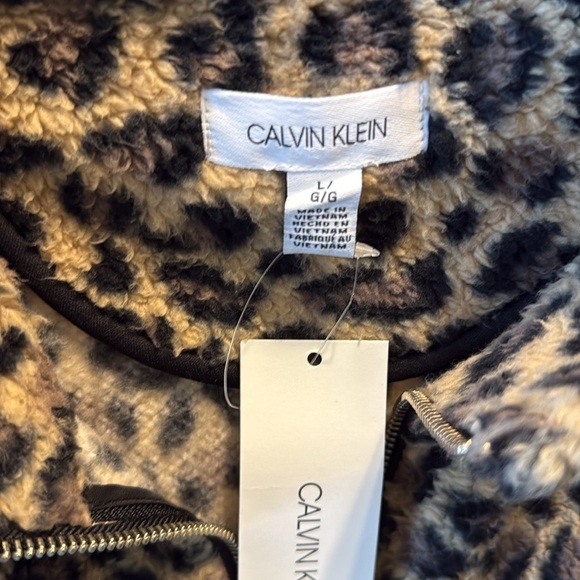 CALVIN KLEIN
L/
G/G
MADE IN
VIETNAM
HECHO EN
VIETNAM
FABRIQUÉ AU
VIETNAM
CALVIN K